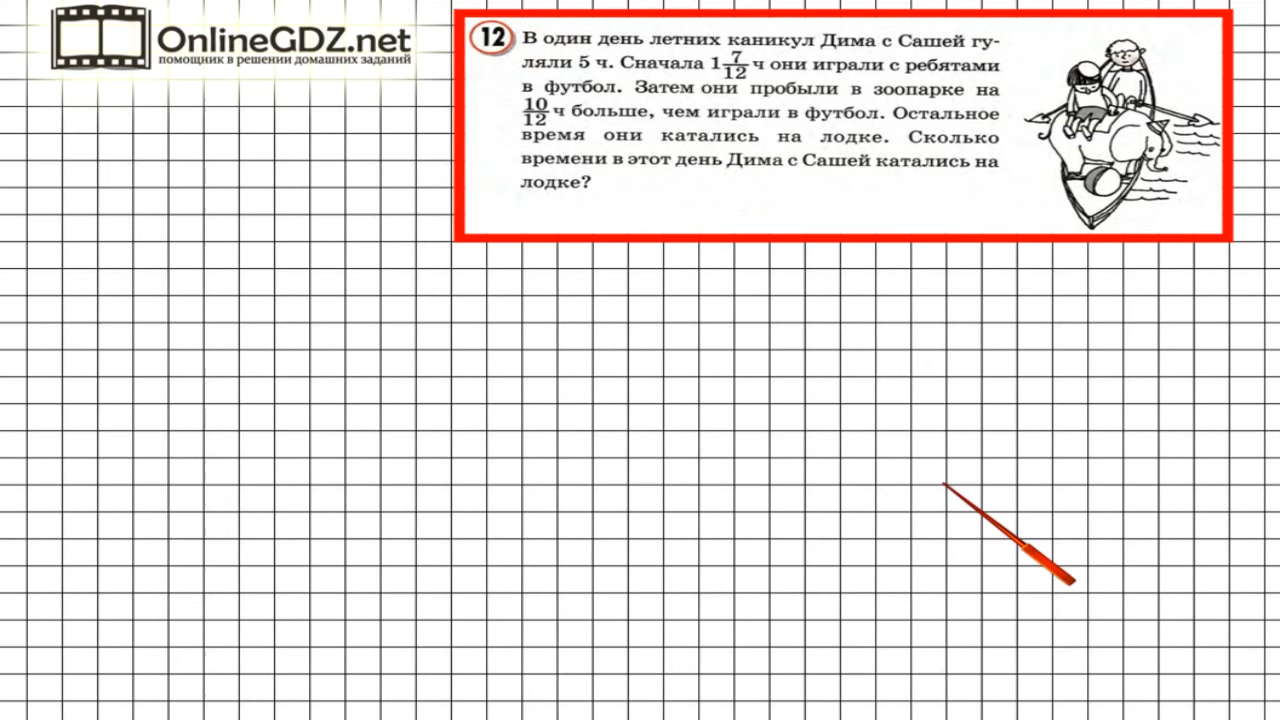 OnlineGDZ.net
помощник в решении домашних заданий
12 В один день летних каникул Дима с Сашей гу-
ляли 5 ч. Сначала 1 7/12 ч они играли с ребятами
в футбол. Затем они пробыли в зоопарке на
10/12 ч больше, чем играли в футбол. Остальное
время они катались на лодке. Сколько
времени в этот день Дима с Сашей катались на
лодке?